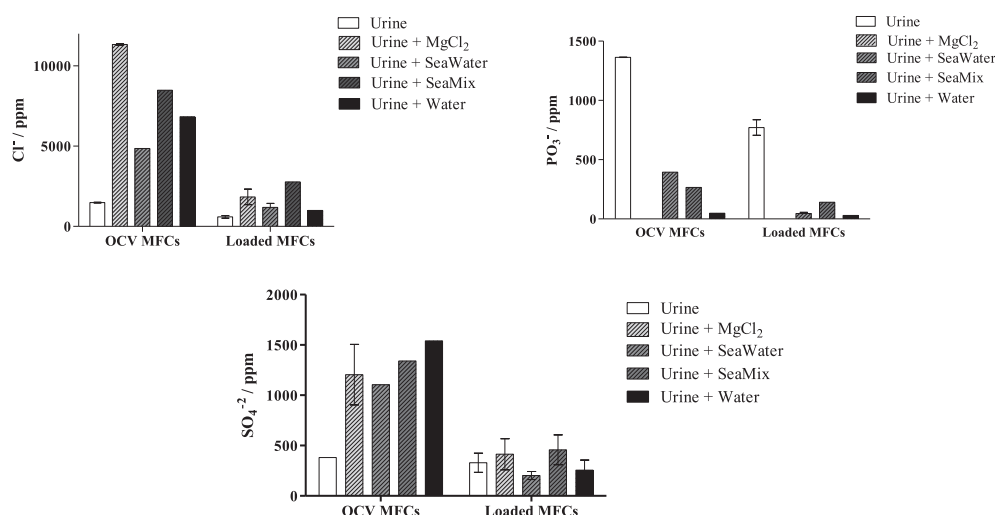 Urine
Urine + MgCl₂
Urine + SeaWater
Urine + SeaMix
Urine + Water
10000
5000
0
Cl⁻ / ppm
OCV MFCs
Loaded MFCs
Urine
Urine + MgCl₂
Urine + SeaWater
Urine + SeaMix
Urine + Water
1500
1000
500
0
PO₃⁻ / ppm
OCV MFCs
Loaded MFCs
2000
1500
1000
500
0
SO₄⁻² / ppm
Urine
Urine + MgCl₂
Urine + SeaWater
Urine + SeaMix
Urine + Water
OCV MFCs
Loaded MFCs